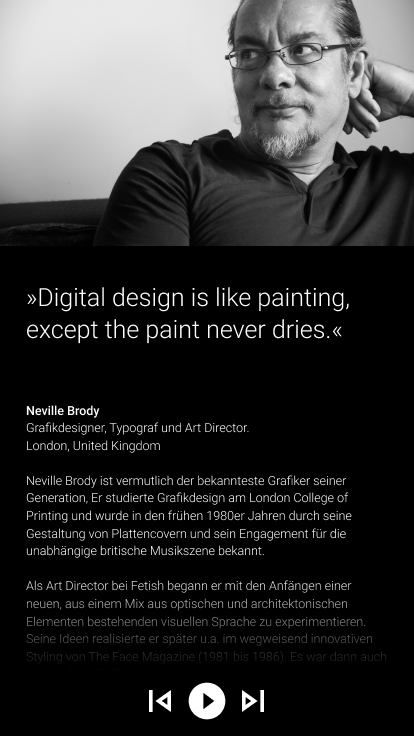 »Digital design is like painting,
except the paint never dries.«
Neville Brody
Grafikdesigner, Typograf und Art Director.
London, United Kingdom
Neville Brody ist vermutlich der bekannteste Grafiker seiner
Generation, Er studierte Grafikdesign am London College of
Printing und wurde in den frühen 1980er Jahren durch seine
Gestaltung von Plattencovern und sein Engagement für die
unabhängige britische Musikszene bekannt.
Als Art Director bei Fetish begann er mit den Anfängen einer
neuen, aus einem Mix aus optischen und architektonischen
Elementen bestehenden visuellen Sprache zu experimentieren.
Seine Ideen realisierte er später u.a. im wegweisend innovativen
Styling von The Face Magazine (1981 bis 1986). Es war dann auch